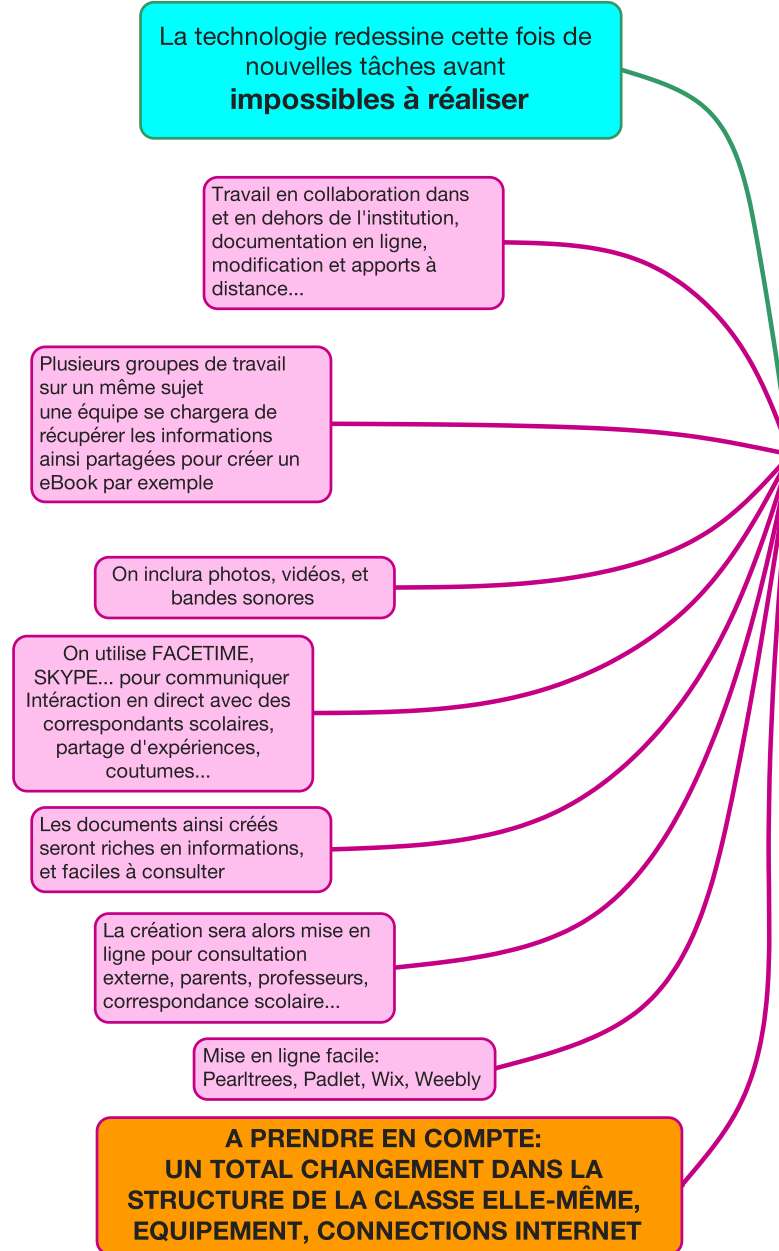 La technologie redessine cette fois de
nouvelles tâches avant
impossibles à réaliser
Travail en collaboration dans
et en dehors de l'institution,
documentation en ligne,
modification et apports à
distance...
Plusieurs groupes de travail
sur un même sujet
une équipe se chargera de
récupérer les informations
ainsi partagées pour créer un
eBook par exemple
On inclura photos, vidéos, et
bandes sonores
On utilise FACETIME,
SKYPE... pour communiquer
Intéraction en direct avec des
correspondants scolaires,
partage d'expériences,
coutumes...
Les documents ainsi créés
seront riches en informations,
et faciles à consulter
La création sera alors mise en
ligne pour consultation
externe, parents, professeurs,
correspondance scolaire...
Mise en ligne facile:
Pearltrees, Padlet, Wix, Weebly
A PRENDRE EN COMPTE:
UN TOTAL CHANGEMENT DANS LA
STRUCTURE DE LA CLASSE ELLE-MÊME,
EQUIPEMENT, CONNECTIONS INTERNET